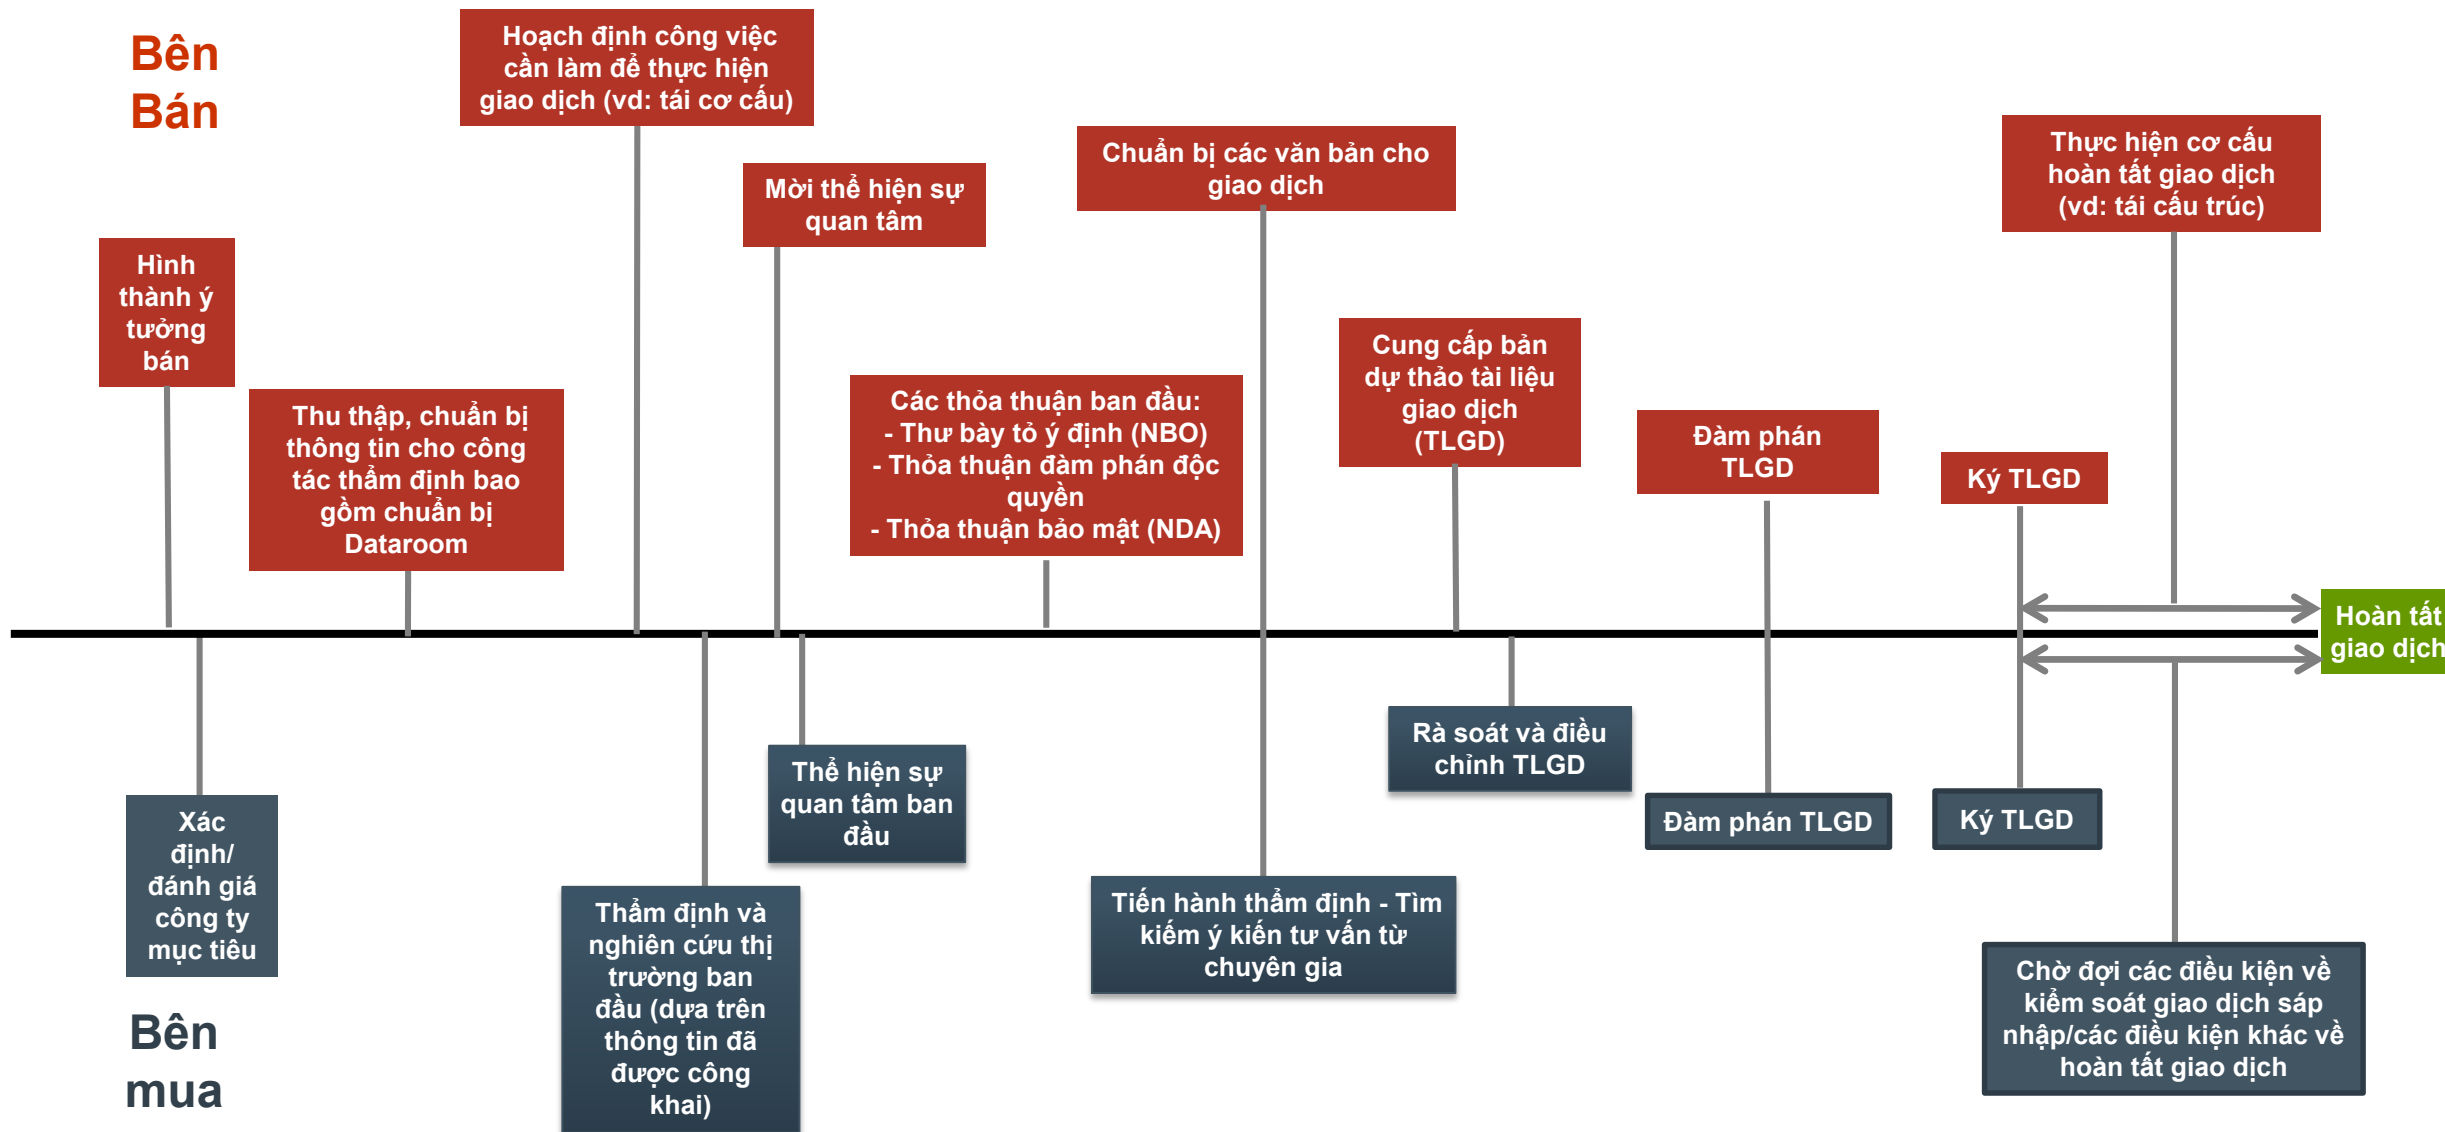 Bên
Bán
Hoạch định công việc
cần làm để thực hiện
giao dịch (vd: tái cơ cấu)
Mời thể hiện sự
quan tâm
Chuẩn bị các văn bản cho
giao dịch
Thực hiện cơ cấu
hoàn tất giao dịch
(vd: tái cấu trúc)
Hình
thành ý
tưởng
bán
Thu thập, chuẩn bị
thông tin cho công
tác thẩm định bao
gồm chuẩn bị
Dataroom
Các thỏa thuận ban đầu:
- Thư bày tỏ ý định (NBO)
- Thỏa thuận đàm phán độc
quyền
- Thỏa thuận bảo mật (NDA)
Cung cấp bản
dự thảo tài liệu
giao dịch
(TLGD)
Đàm phán
TLGD
Ký TLGD
Hoàn tất
giao dịch
Xác
định/
đánh giá
công ty
mục tiêu
Thẩm định và
nghiên cứu thị
trường ban
đầu (dựa trên
thông tin đã
được công
khai)
Thể hiện sự
quan tâm ban
đầu
Tiến hành thẩm định - Tìm
kiếm ý kiến tư vấn từ
chuyên gia
Rà soát và điều
chỉnh TLGD
Đàm phán TLGD
Ký TLGD
Chờ đợi các điều kiện về
kiểm soát giao dịch sáp
nhập/các điều kiện khác về
hoàn tất giao dịch
Bên
mua